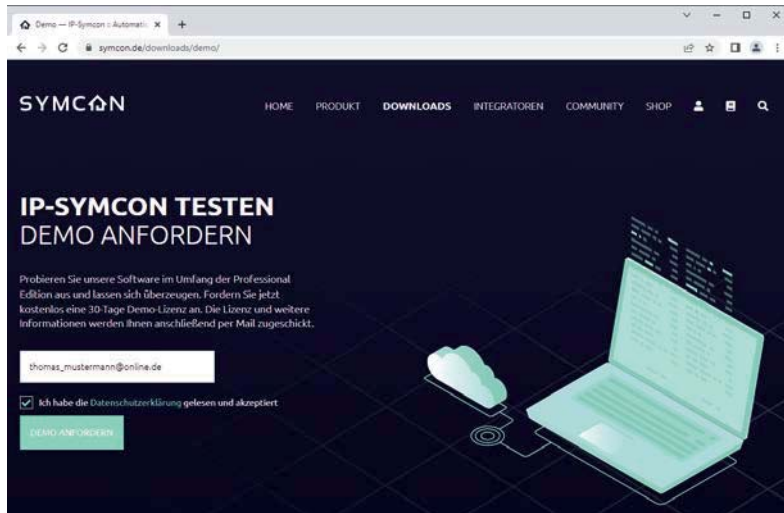 Demo — IP-Symcon :: Automatio
symcon.de/downloads/demo/
SYMCON
HOME PRODUKT DOWNLOADS INTEGRATOREN COMMUNITY SHOP
IP-SYMCON TESTEN
DEMO ANFORDERN
Probieren Sie unsere Software im Umfang der Professional
Edition aus und lassen sich überzeugen. Fordern Sie jetzt
kostenlos eine 30-Tage Demo-Lizenz an. Die Lizenz und weitere
Informationen werden Ihnen anschließend per Mail zugeschickt.
thomas_mustermann@online.de
Ich habe die Datenschutzerklärung gelesen und akzeptiert
DEMO ANFORDERN